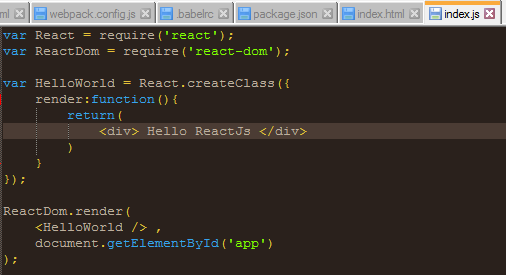 ml webpack.config.js .babelrc package.json index.html index.js
var React = require('react');
var ReactDom = require('react-dom');
var HelloWorld = React.createClass({
    render:function(){
        return(
            <div> Hello ReactJs </div>
        )
    }
});
ReactDom.render(
    <HelloWorld /> ,
    document.getElementById('app')
);